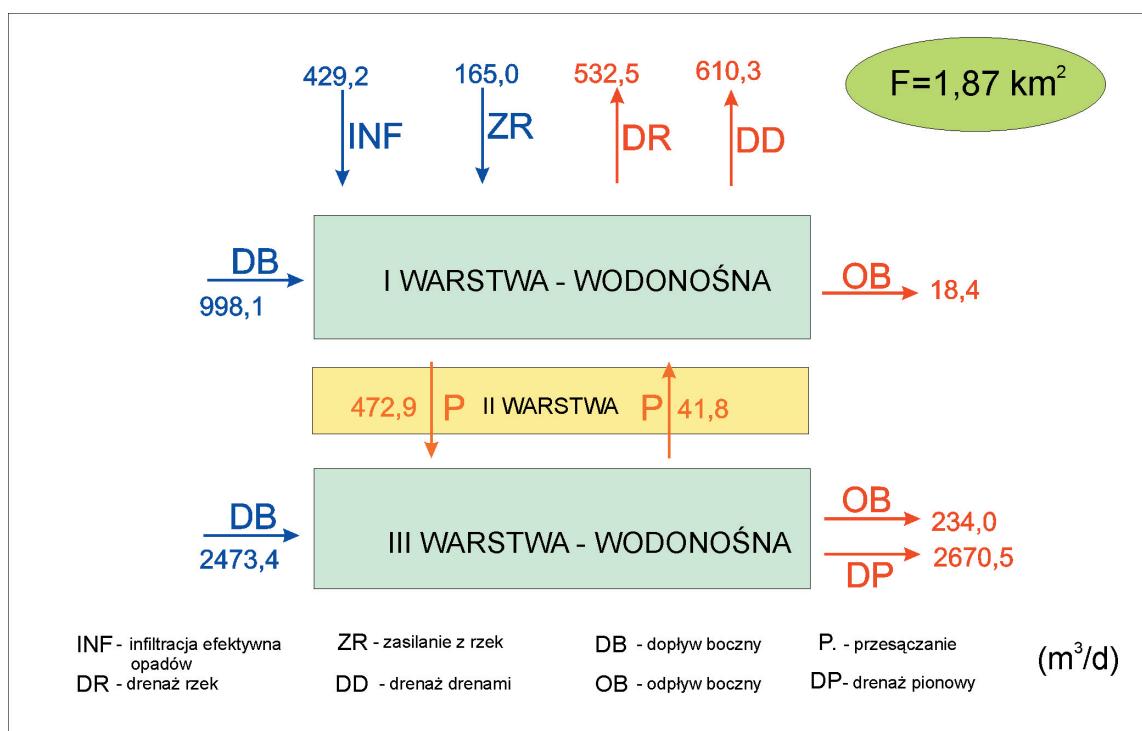 429,2
165,0
532,5
610,3
F=1,87 km²
INF
ZR
DR
DD
DB
998,1
I WARSTWA - WODONOŚNA
OB
18,4
472,9 P II WARSTWA P 41,8
DB
2473,4
III WARSTWA - WODONOŚNA
OB
234,0
2670,5
DP
INF - infiltracja efektywna
opadów
ZR - zasilanie z rzek
DB - dopływ boczny
P. - przesączanie
DR - drenaż rzek
DD - drenaż drenami
OB - odpływ boczny
DP- drenaż pionowy
(m³/d)